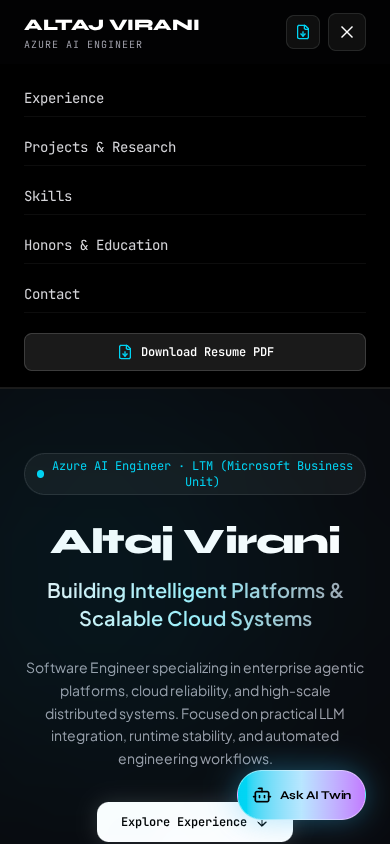 ALTAJ VIRANI
AZURE AI ENGINEER
Experience
Projects & Research
Skills
Honors & Education
Contact
Download Resume PDF
Azure AI Engineer · LTM (Microsoft Business
Unit)
Altaj Virani
Building Intelligent Platforms &
Scalable Cloud Systems
Software Engineer specializing in enterprise agentic
platforms, cloud reliability, and high-scale
distributed systems. Focused on practical LLM
integration, runtime stability, and automated
engineering workflows.
Ask AI Twin
Explore Experience ↓